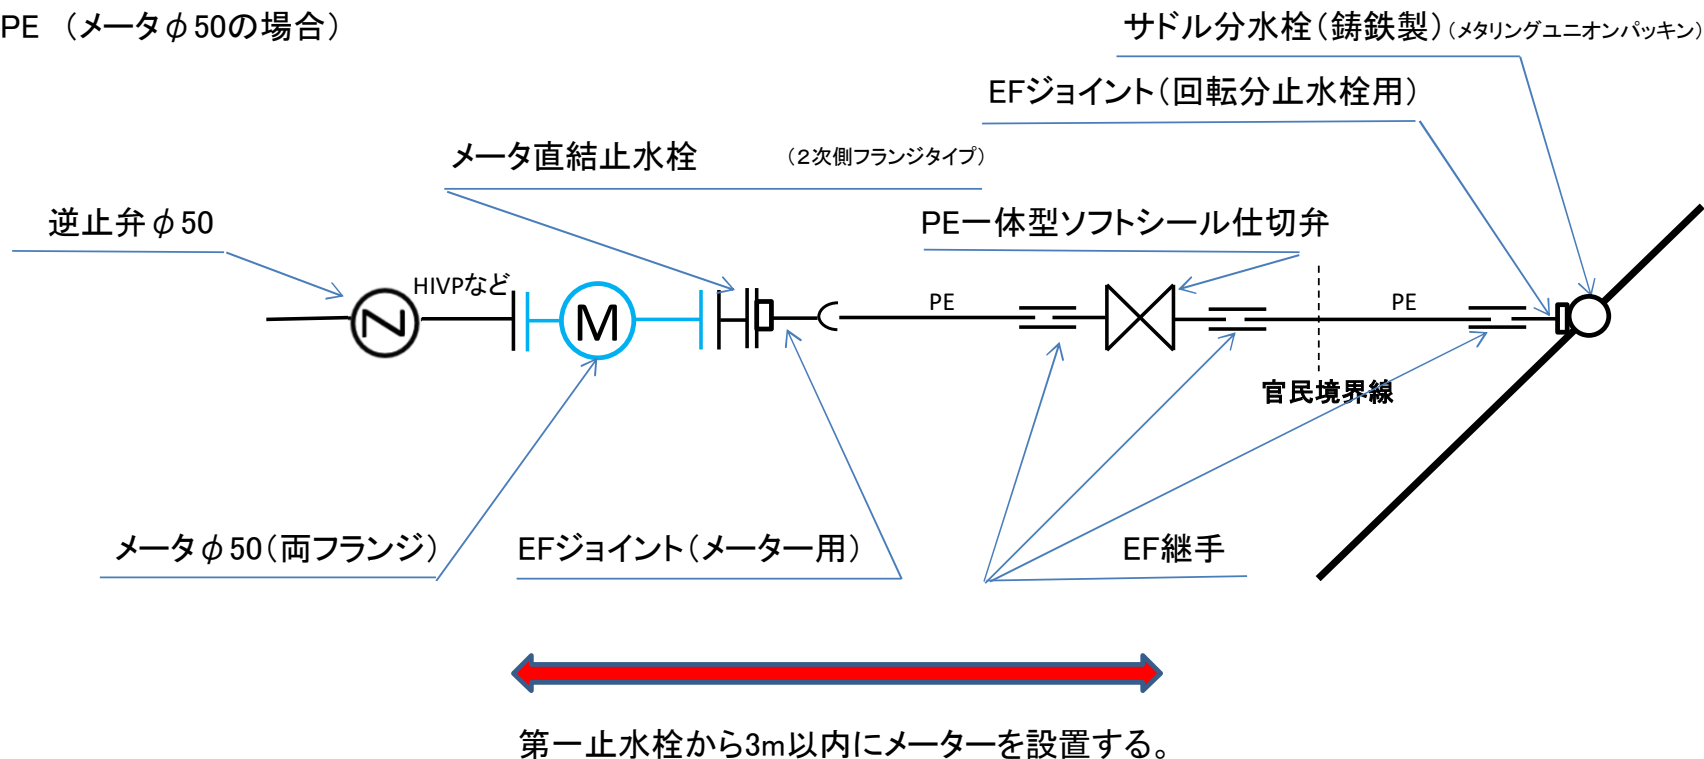 PE （メータφ50の場合）
サドル分水栓（鋳鉄製）（メタリングユニオンパッキン）
EFジョイント（回転分止水栓用）
メータ直結止水栓 （２次側フランジタイプ）
逆止弁φ50
PE一体型ソフトシール仕切弁
HIVPなど
PE
PE
N
M
官民境界線
メータφ50（両フランジ）
EFジョイント（メーター用）
EF継手
第一止水栓から3m以内にメーターを設置する。